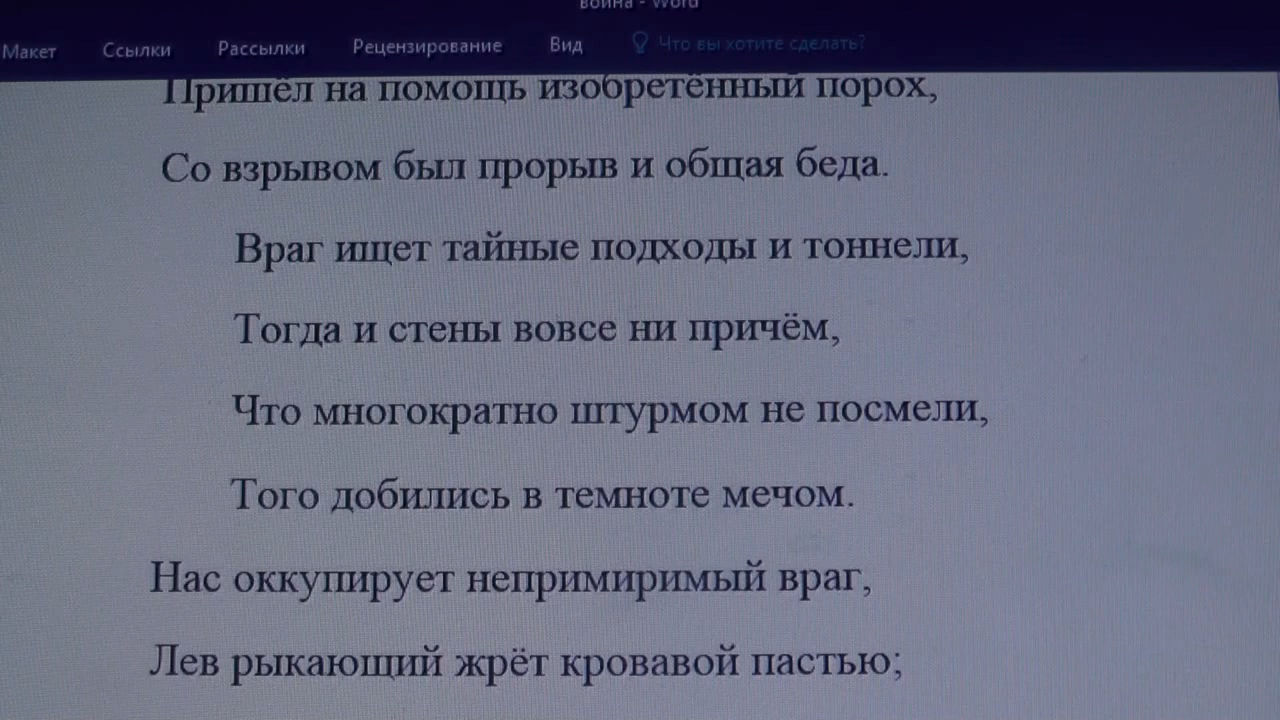 война - Word
Макет Ссылки Рассылки Рецензирование Вид Что вы хотите сделать?
Пришёл на помощь изобретённый порох,
Со взрывом был прорыв и общая беда.
Враг ищет тайные подходы и тоннели,
Тогда и стены вовсе ни причём,
Что многократно штурмом не посмели,
Того добились в темноте мечом.
Нас оккупирует непримиримый враг,
Лев рыкающий жрёт кровавой пастью;